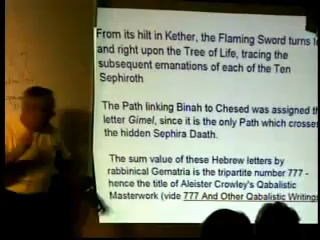 From its hilt in Kether, the Flaming Sword turns
and right upon the Tree of Life, tracing the
subsequent emanations of each of the Ten
Sephiroth
The Path linking Binah to Chesed was assigned
letter Gimel, since it is the only Path which crosses
the hidden Sephira Daath.
The sum value of these Hebrew letters by
rabbinical Gematria is the tripartite number 777 -
hence the title of Aleister Crowley's Qabalistic
Masterwork (vide 777 And Other Qabalistic Writings